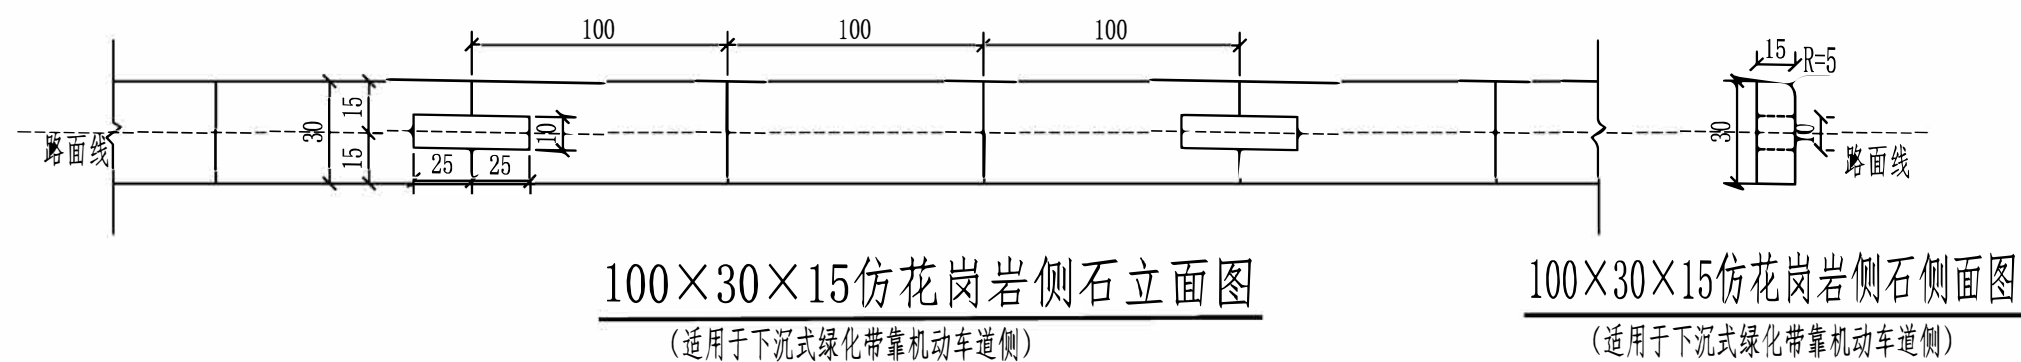 100 100 100
15 R=5
15 30 10 30 10
15
路面线 25 25 路面线
100×30×15仿花岗岩侧石立面图 100×30×15仿花岗岩侧石侧面图
(适用于下沉式绿化带靠机动车道侧) (适用于下沉式绿化带靠机动车道侧)